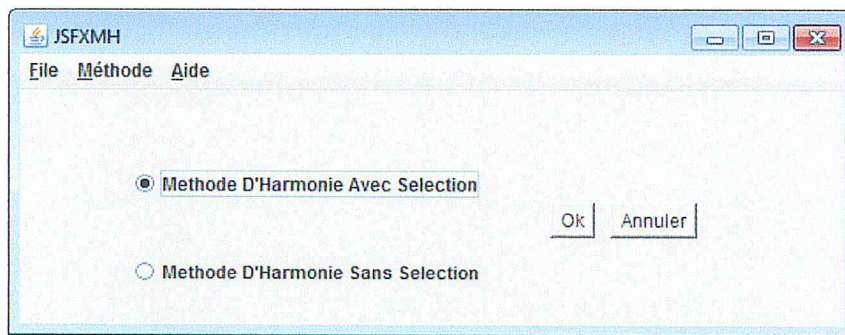 JSFXMH
File Méthode Aide
Methode D'Harmonie Avec Selection
Ok Annuler
Methode D'Harmonie Sans Selection